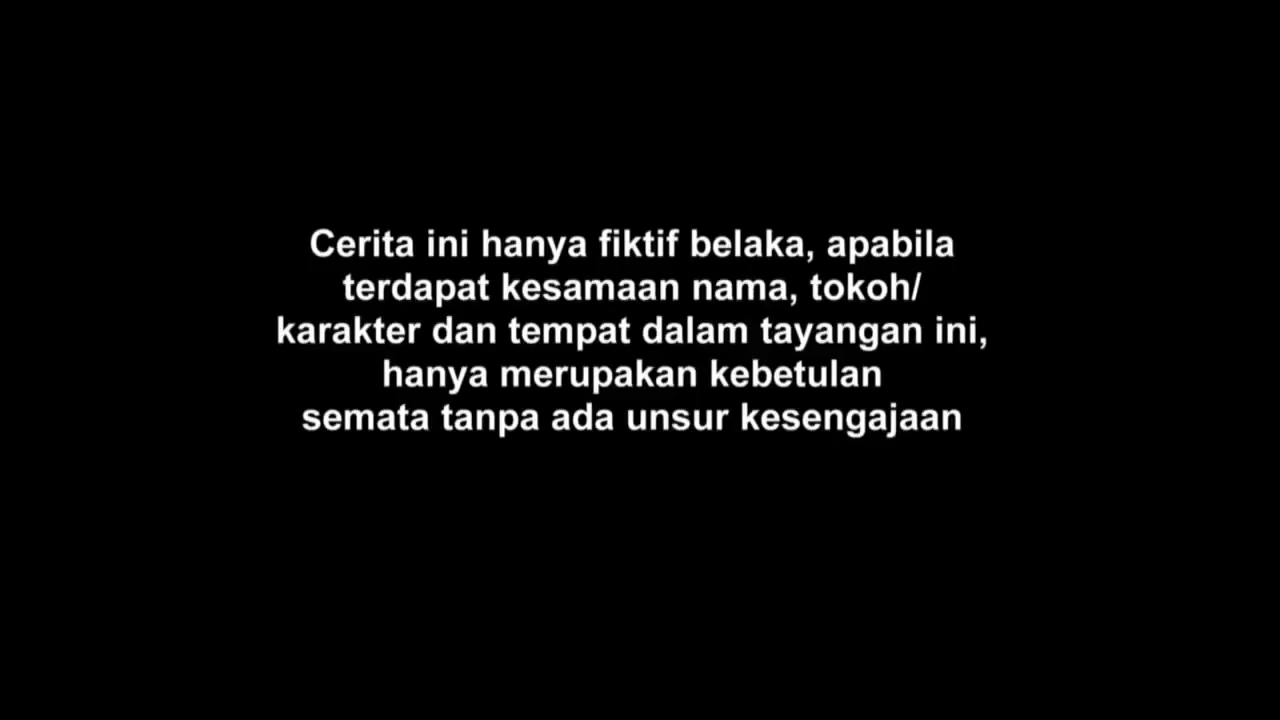 Cerita ini hanya fiktif belaka, apabila
terdapat kesamaan nama, tokoh/
karakter dan tempat dalam tayangan ini,
hanya merupakan kebetulan
semata tanpa ada unsur kesengajaan